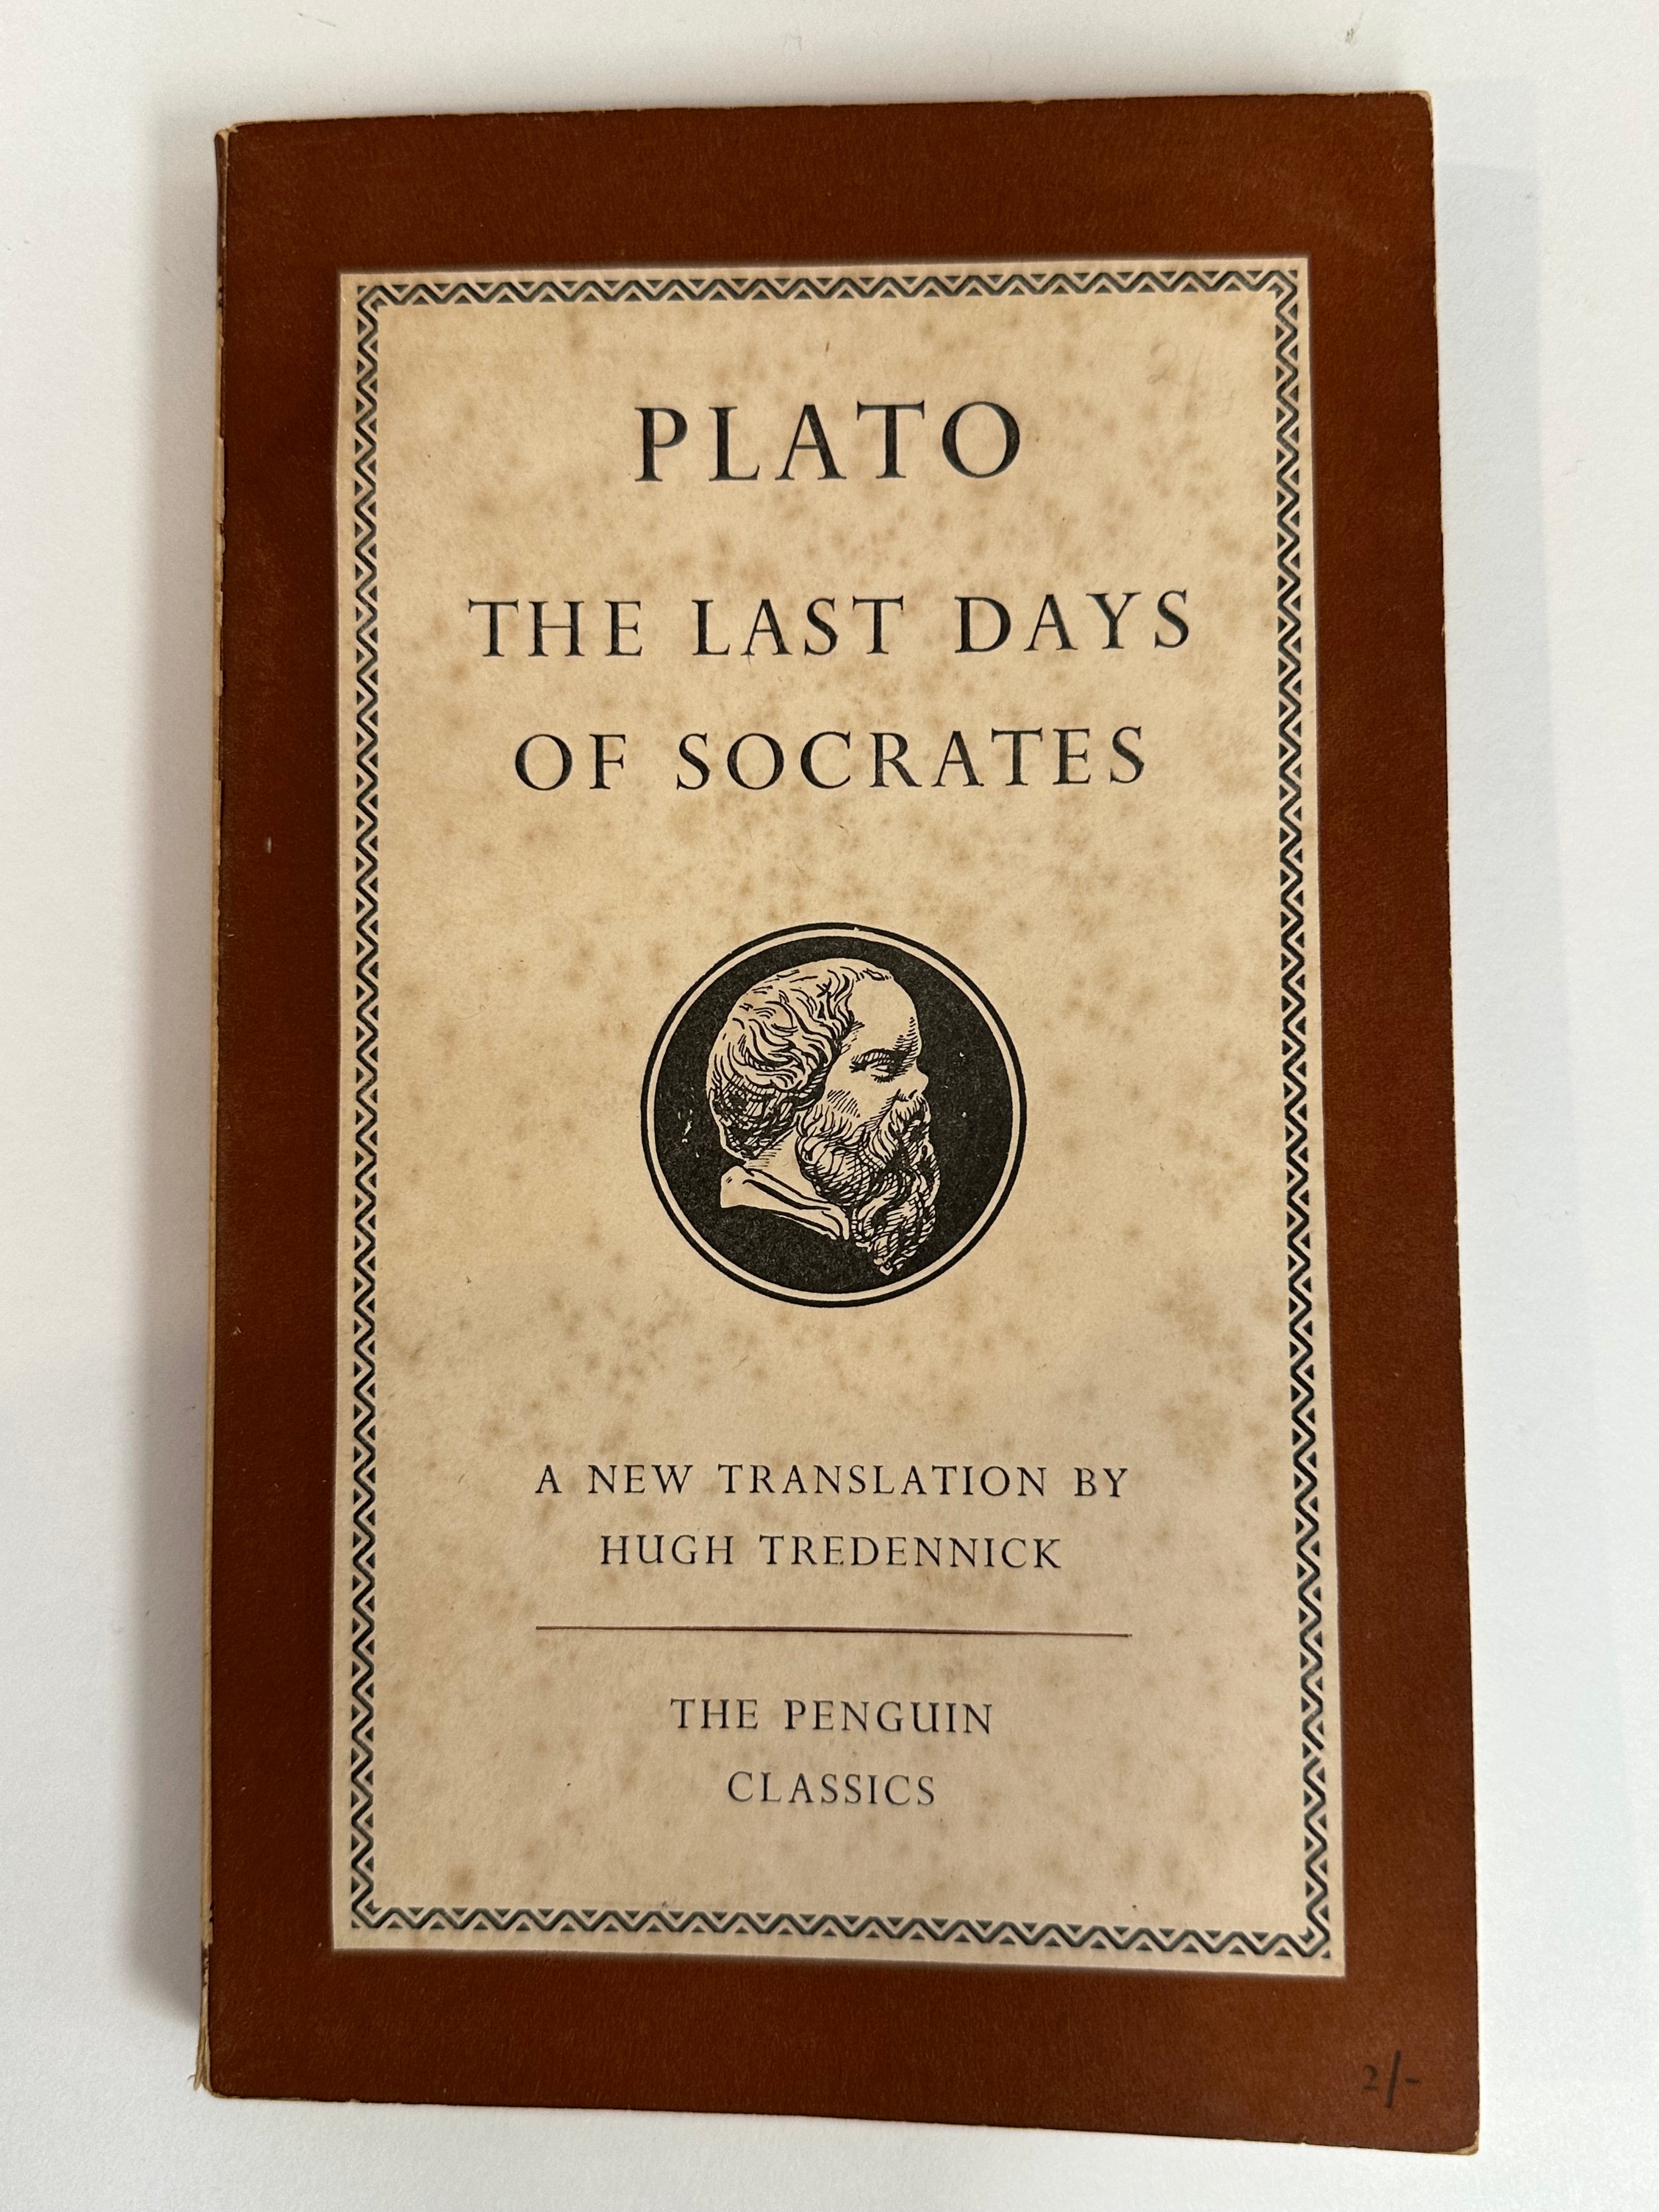 PLATO
THE LAST DAYS
OF SOCRATES
A NEW TRANSLATION BY
HUGH TREDENNICK
THE PENGUIN
CLASSICS
2/-